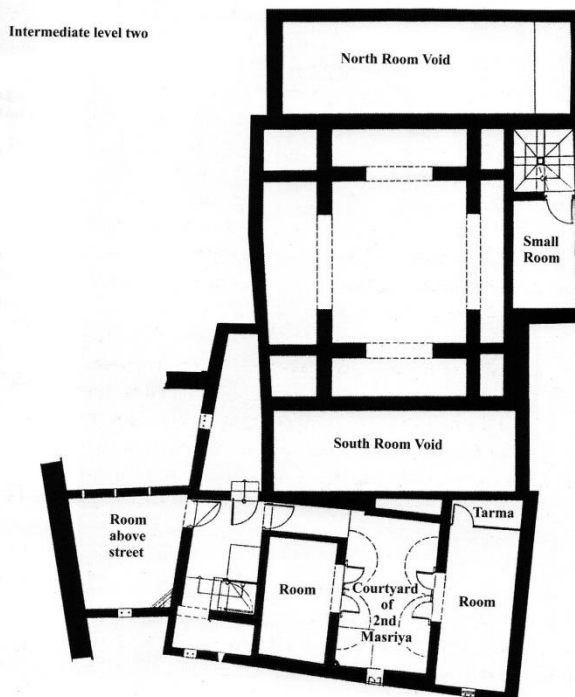 Intermediate level two
North Room Void
Small
Room
South Room Void
Room
above
street
Tarma
Room
Courtyard
of
2nd
Masriya
Room